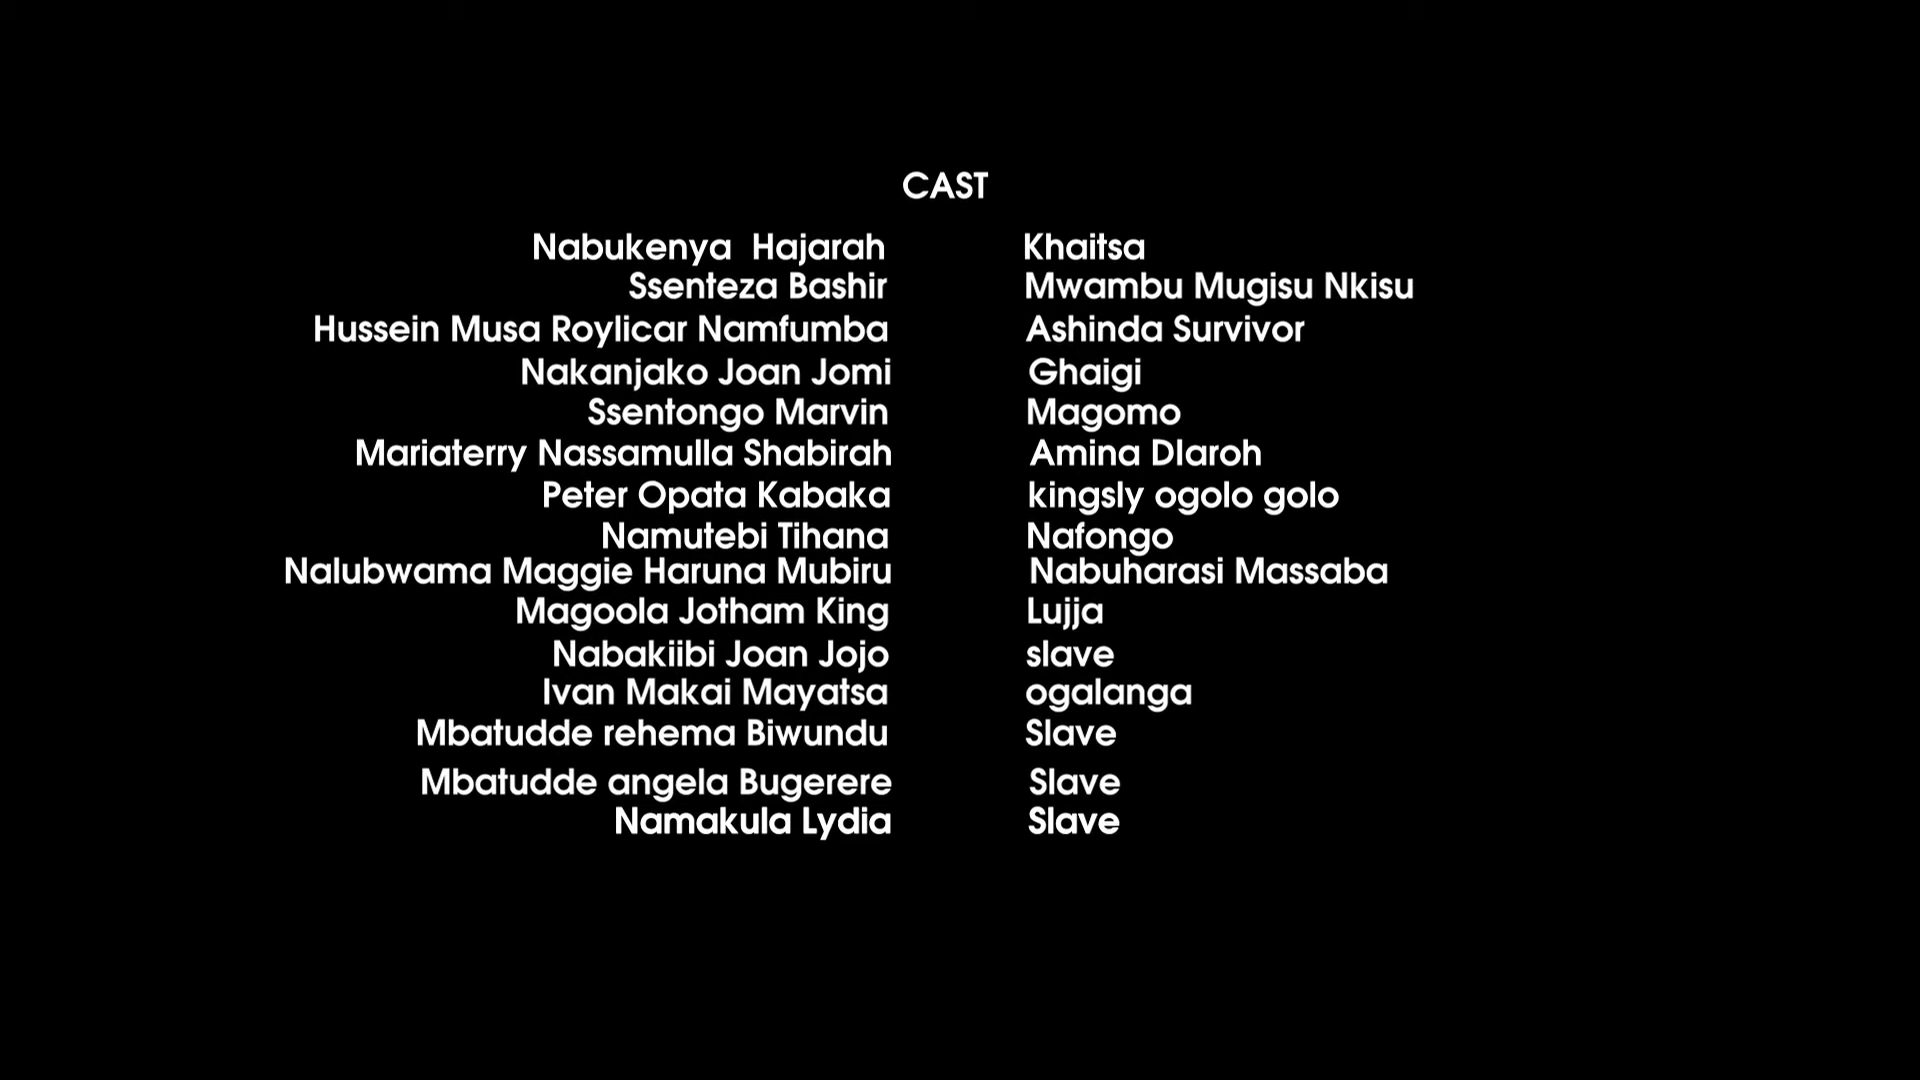 CAST
Nabukenya  Hajarah Khaitsa
Ssenteza Bashir Mwambu Mugisu Nkisu
Hussein Musa Roylicar Namfumba Ashinda Survivor
Nakanjako Joan Jomi Ghaigi
Ssentongo Marvin Magomo
Mariaterry Nassamulla Shabirah Amina Dlaroh
Peter Opata Kabaka kingsly ogolo golo
Namutebi Tihana Nafongo
Nalubwama Maggie Haruna Mubiru Nabuharasi Massaba
Magoola Jotham King Lujja
Nabakiibi Joan Jojo slave
Ivan Makai Mayatsa ogalanga
Mbatudde rehema Biwundu Slave
Mbatudde angela Bugerere Slave
Namakula Lydia Slave